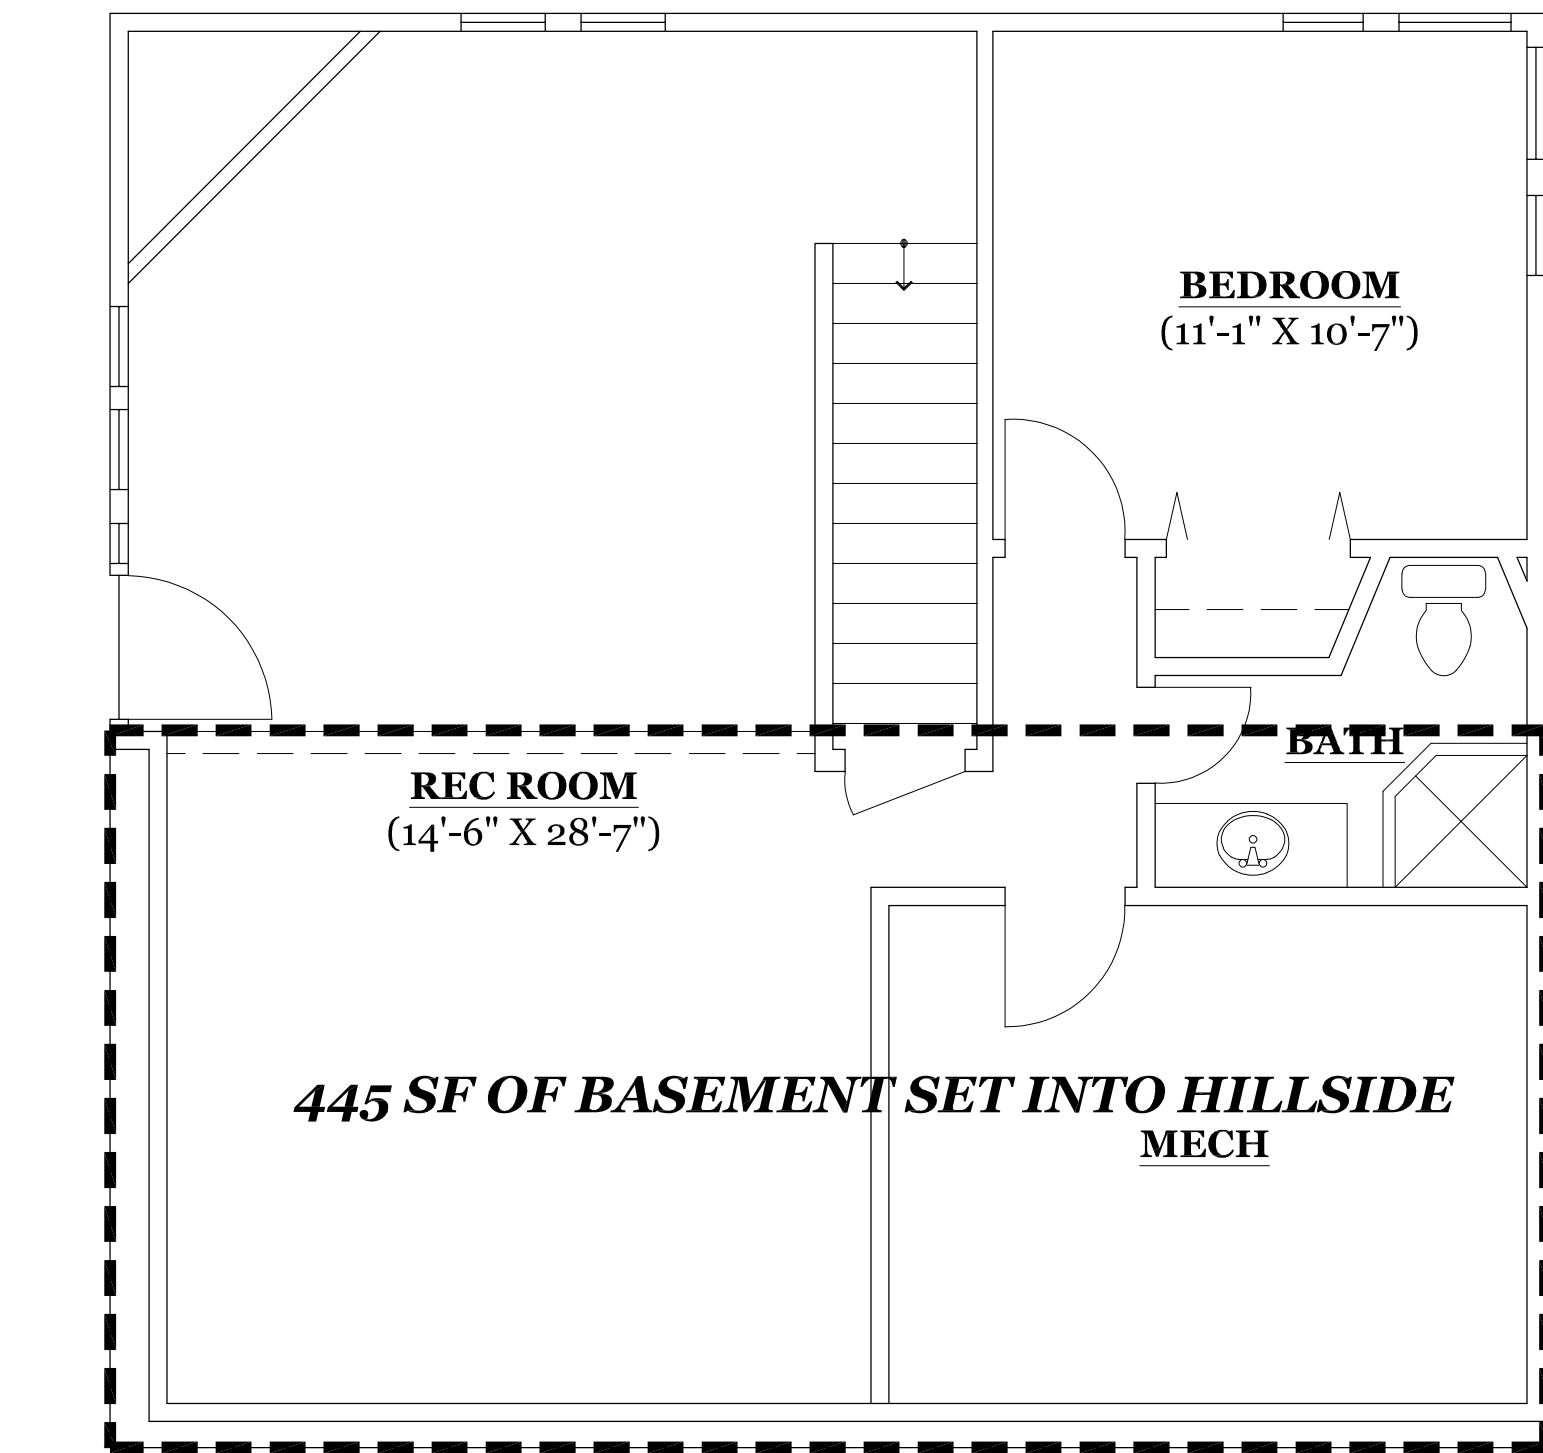 BEDROOM
(11'-1" X 10'-7")
BATH
REC ROOM
(14'-6" X 28'-7")
445 SF OF BASEMENT SET INTO HILLSIDE
MECH